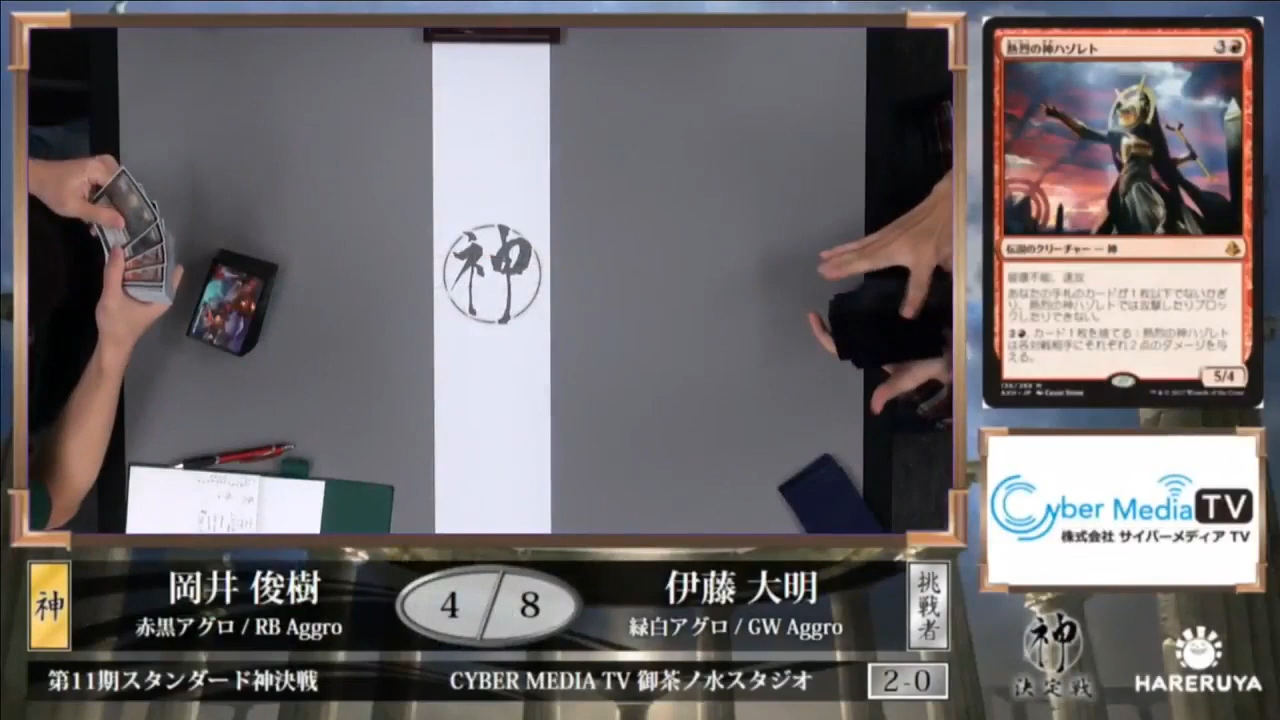 熱烈の神ハゾレト
3
伝説のクリーチャー — 神
破壊不能、速攻
あなたの手札のカードが1枚以下でないかぎり、熱烈の神ハゾレトでは攻撃したりブロックしたりできない。
カード1枚を捨てる：熱烈の神ハゾレトは各対戦相手にそれぞれ2点のダメージを与える。
5/4
神
Cyber Media TV
株式会社 サイバーメディア TV
神
岡井 俊樹
赤黒アグロ / RB Aggro
4 / 8
伊藤 大明
緑白アグロ / GW Aggro
挑戦者
第11期スタンダード神決戦
CYBER MEDIA TV 御茶ノ水スタジオ
2-0
神
決定戦
HARERUYA